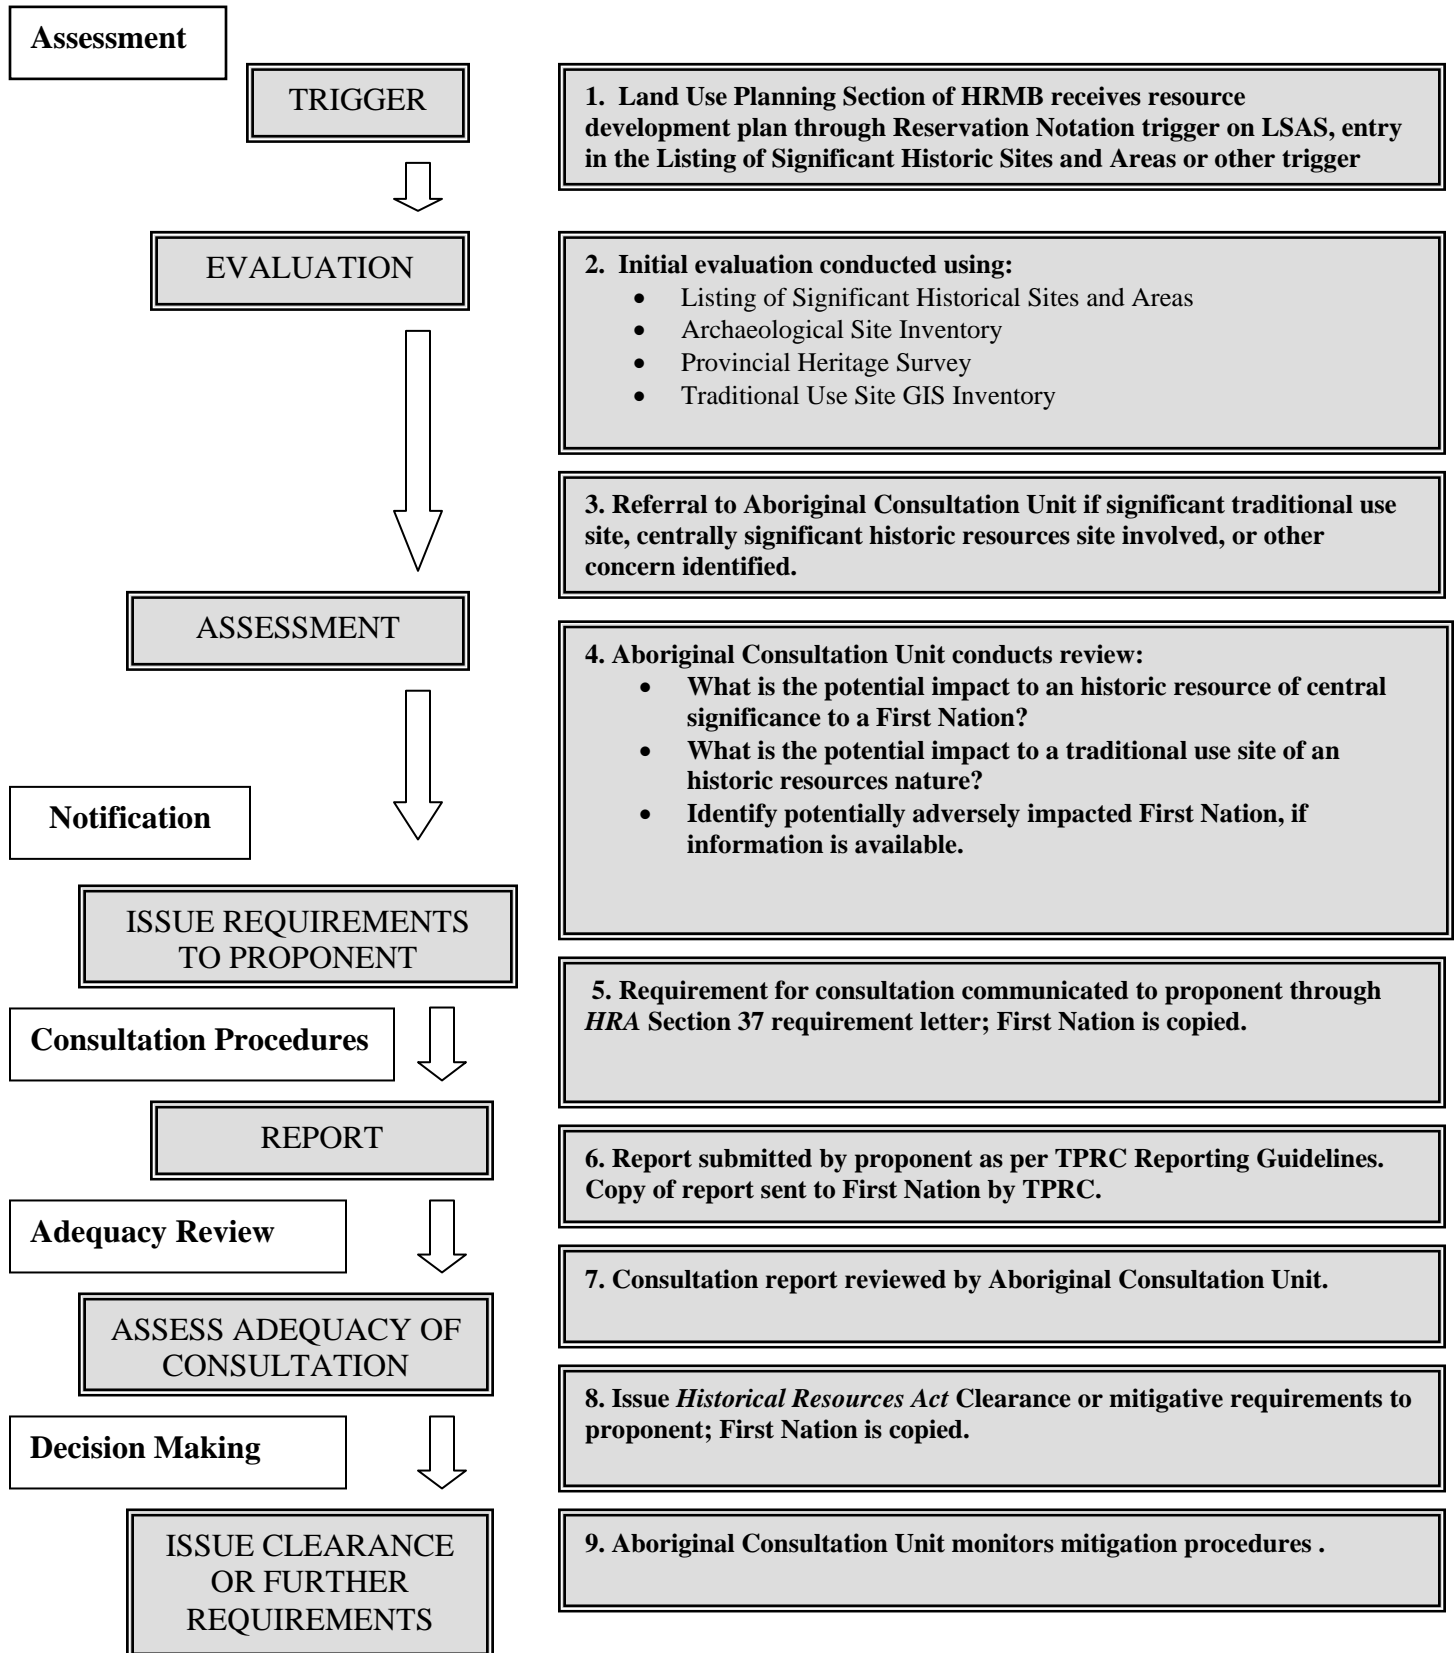 Assessment
TRIGGER
1. Land Use Planning Section of HRMB receives resource
development plan through Reservation Notation trigger on LSAS, entry
in the Listing of Significant Historic Sites and Areas or other trigger
EVALUATION
2. Initial evaluation conducted using:
• Listing of Significant Historical Sites and Areas
• Archaeological Site Inventory
• Provincial Heritage Survey
• Traditional Use Site GIS Inventory
3. Referral to Aboriginal Consultation Unit if significant traditional use
site, centrally significant historic resources site involved, or other
concern identified.
ASSESSMENT
4. Aboriginal Consultation Unit conducts review:
• What is the potential impact to an historic resource of central
significance to a First Nation?
• What is the potential impact to a traditional use site of an
historic resources nature?
• Identify potentially adversely impacted First Nation, if
information is available.
Notification
ISSUE REQUIREMENTS
TO PROPONENT
5. Requirement for consultation communicated to proponent through
HRA Section 37 requirement letter; First Nation is copied.
Consultation Procedures
REPORT
6. Report submitted by proponent as per TPRC Reporting Guidelines.
Copy of report sent to First Nation by TPRC.
Adequacy Review
7. Consultation report reviewed by Aboriginal Consultation Unit.
ASSESS ADEQUACY OF
CONSULTATION
8. Issue Historical Resources Act Clearance or mitigative requirements to
proponent; First Nation is copied.
Decision Making
ISSUE CLEARANCE
OR FURTHER
REQUIREMENTS
9. Aboriginal Consultation Unit monitors mitigation procedures .